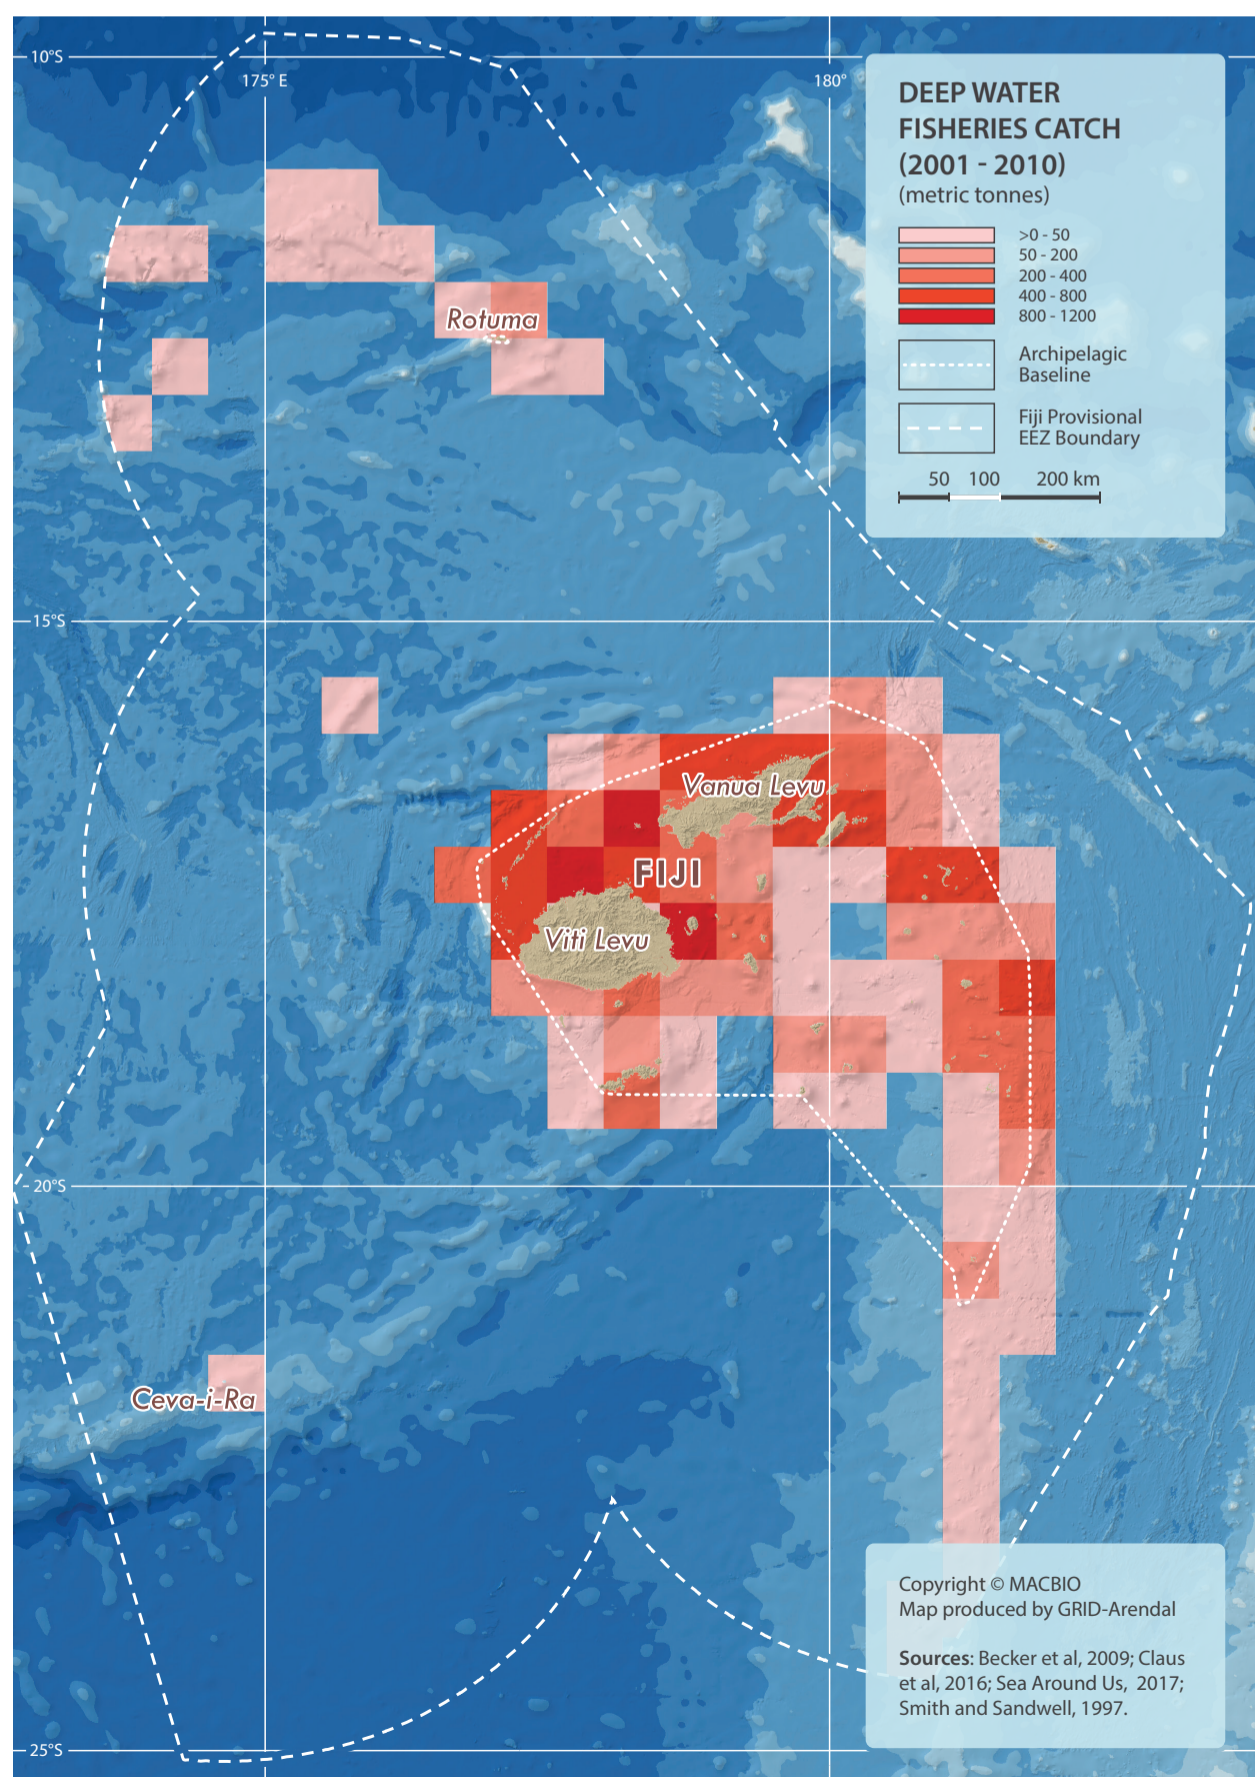 10°S
175° E
180°
DEEP WATER
FISHERIES CATCH
(2001 - 2010)
(metric tonnes)
>0 - 50
50 - 200
200 - 400
400 - 800
800 - 1200
Archipelagic
Baseline
Fiji Provisional
EEZ Boundary
50 100 200 km
Rotuma
15°S
Vanua Levu
FIJI
Viti Levu
20°S
Ceva-i-Ra
Copyright © MACBIO
Map produced by GRID-Arendal
Sources: Becker et al, 2009; Claus
et al, 2016; Sea Around Us, 2017;
Smith and Sandwell, 1997.
25°S